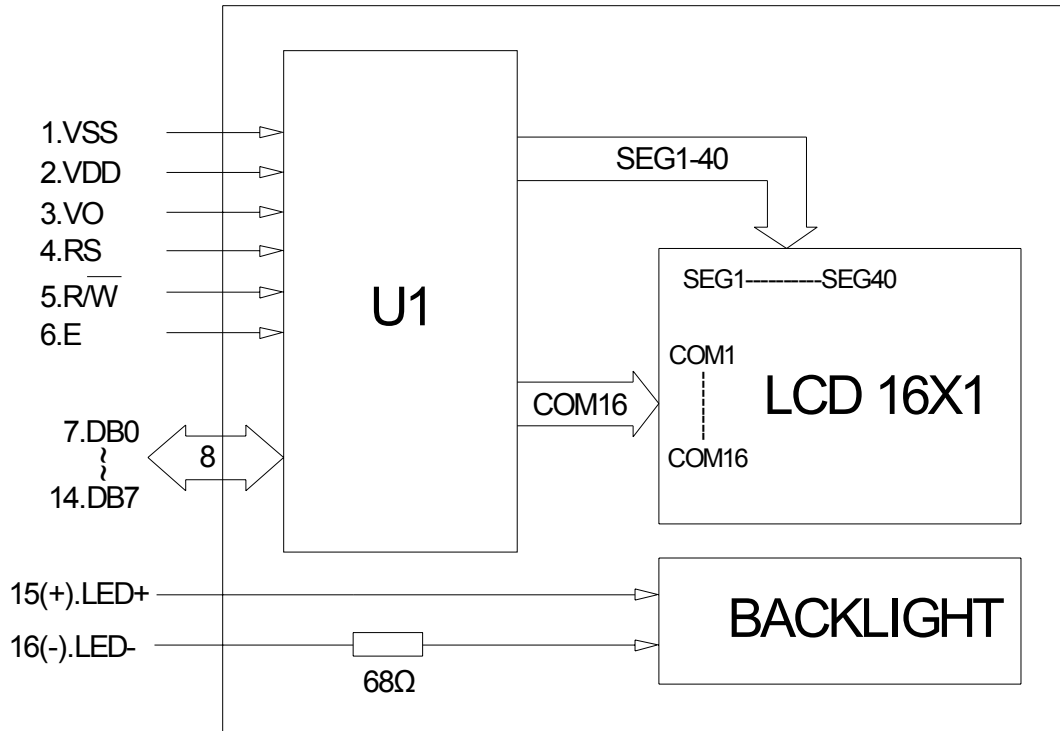 1.VSS
2.VDD
3.VO
4.RS
5.R/W̅
6.E
7.DB0
~
~
14.DB7
8
U1
SEG1-40
COM16
SEG1----------SEG40
COM1
COM16
LCD 16X1
15(+).LED+
16(-).LED-
68Ω
BACKLIGHT